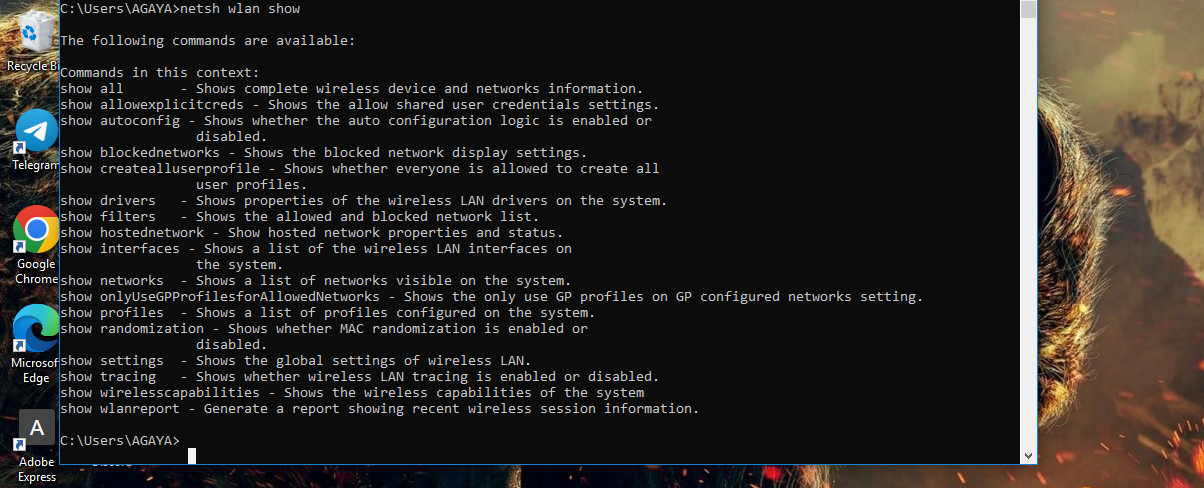 C:\Users\AGAYA>netsh wlan show
The following commands are available:
Commands in this context:
show all       - Shows complete wireless device and networks information.
show allowexplicitcreds - Shows the allow shared user credentials settings.
show autoconfig - Shows whether the auto configuration logic is enabled or
disabled.
show blockednetworks - Shows the blocked network display settings.
show createalluserprofile - Shows whether everyone is allowed to create all
user profiles.
show drivers   - Shows properties of the wireless LAN drivers on the system.
show filters   - Shows the allowed and blocked network list.
show hostednetwork - Show hosted network properties and status.
show interfaces - Shows a list of the wireless LAN interfaces on
the system.
show networks  - Shows a list of networks visible on the system.
show onlyUseGPProfilesforAllowedNetworks - Shows the only use GP profiles on GP configured networks setting.
show profiles  - Shows a list of profiles configured on the system.
show randomization - Shows whether MAC randomization is enabled or
disabled.
show settings  - Shows the global settings of wireless LAN.
show tracing   - Shows whether wireless LAN tracing is enabled or disabled.
show wirelesscapabilities - Shows the wireless capabilities of the system
show wlanreport - Generate a report showing recent wireless session information.
C:\Users\AGAYA>
Recycle Bi
Telegram
Google
Chrome
Microsof
Edge
A
Adobe
Express